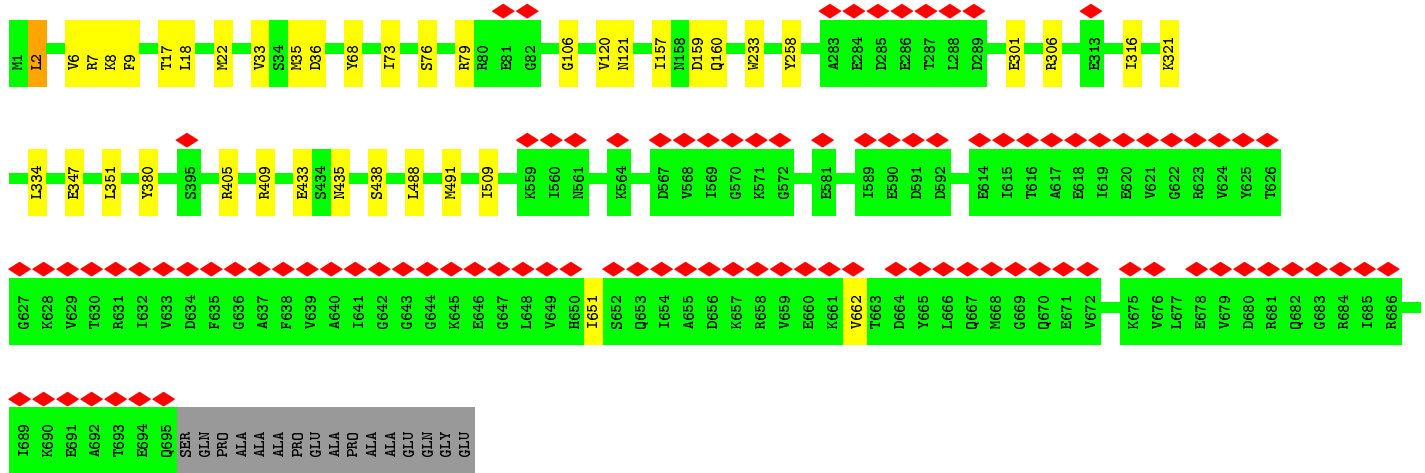 M1 L2 V6 R7 K8 F9 T17 L18 M22 V33 S34 M35 D36 Y68 I73 S76 R79 R80 E81 G82 G106 V120 N121 I157 N158 D159 Q160 W233 Y258 A283 E284 D285 E286 T287 L288 D289 E301 R306 E313 I316 K321
L334 E347 L351 Y380 S395 R405 R409 E433 S434 N435 S438 L488 M491 I509 K559 I560 N561 K564 D567 V568 I569 G570 K571 G572 E581 I589 E590 D591 D592 E614 I615 T616 A617 E618 I619 E620 V621 G622 R623 V624 Y625 T626
G627 K628 V629 T630 R631 I632 V633 D634 F635 G636 A637 F638 V639 A640 I641 G642 G643 G644 K645 E646 G647 L648 V649 H650 I651 S652 Q653 I654 A655 D656 K657 R658 V659 E660 K661 V662 T663 D664 Y665 L666 Q667 M668 G669 Q670 E671 V672 K675 V676 L677 E678 V679 D680 R681 Q682 G683 R684 I685 R686
I689 K690 E691 A692 T693 E694 Q695 SER GLN PRO ALA ALA ALA PRO GLU ALA PRO ALA ALA GLU GLN GLY GLU